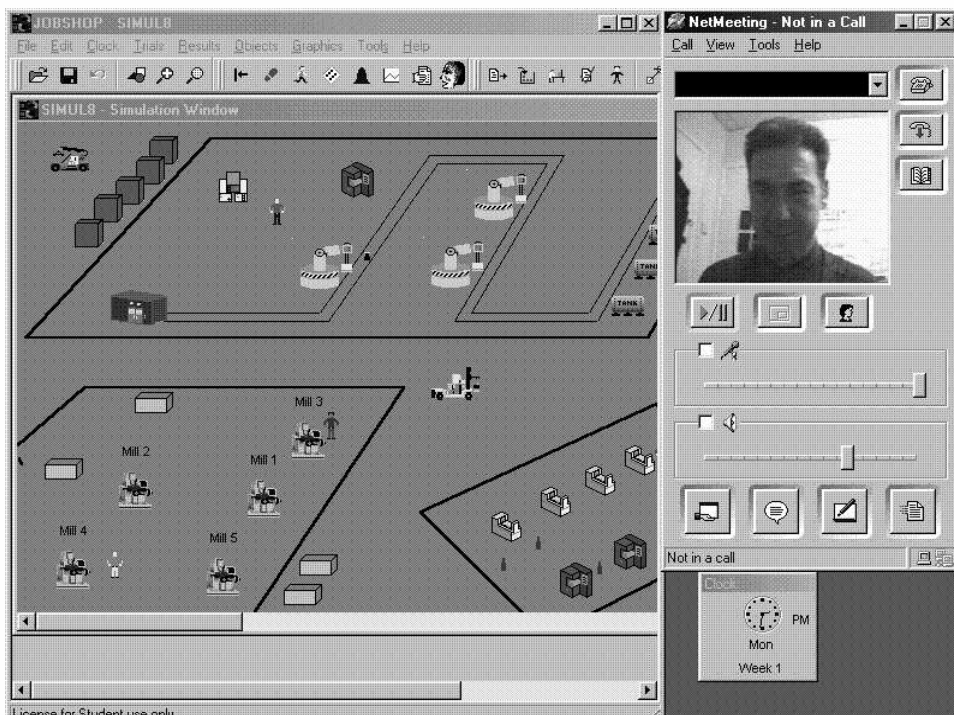 JOBSHOP SIMUL8
File Edit Clock Trials Results Objects Graphics Tools Help
SIMUL8 - Simulation Window
TANK
TANK
Mill 3
Mill 2
Mill 1
Mill 4
Mill 5
License for Student use only
NetMeeting - Not in a Call
Call View Tools Help
Not in a call
Clock
PM
Mon
Week 1